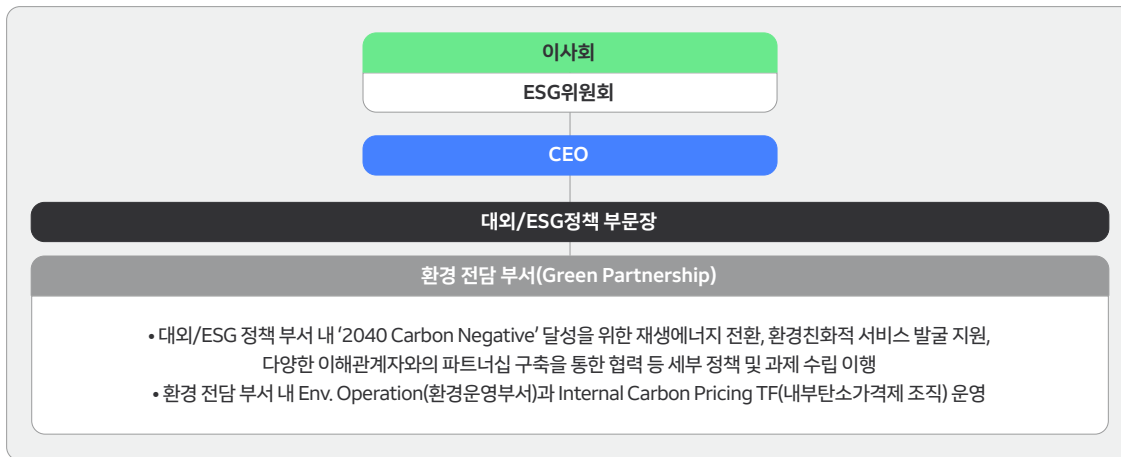 이사회
ESG위원회
CEO
대외/ESG정책 부문장
환경 전담 부서(Green Partnership)
• 대외/ESG 정책 부서 내 ‘2040 Carbon Negative’ 달성을 위한 재생에너지 전환, 환경친화적 서비스 발굴 지원,
다양한 이해관계자와의 파트너십 구축을 통한 협력 등 세부 정책 및 과제 수립 이행
• 환경 전담 부서 내 Env. Operation(환경운영부서)과 Internal Carbon Pricing TF(내부탄소가격제 조직) 운영